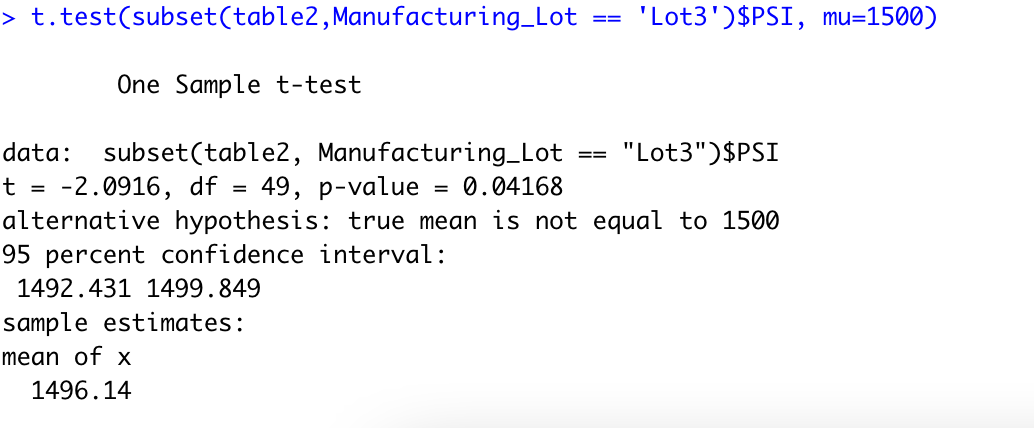 > t.test(subset(table2,Manufacturing_Lot == 'Lot3')$PSI, mu=1500)
One Sample t-test
data:  subset(table2, Manufacturing_Lot == "Lot3")$PSI
t = -2.0916, df = 49, p-value = 0.04168
alternative hypothesis: true mean is not equal to 1500
95 percent confidence interval:
1492.431 1499.849
sample estimates:
mean of x
1496.14